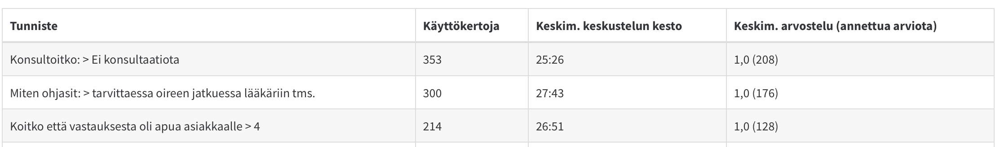 Tunniste Käyttökertoja Keskim. keskustelun kesto Keskim. arvostelu (annettua arviota)
Konsultoitko: > Ei konsultaatiota 353 25:26 1,0 (208)
Miten ohjasit: > tarvittaessa oireen jatkuessa lääkäriin tms. 300 27:43 1,0 (176)
Koitko että vastauksesta oli apua asiakkaalle > 4 214 26:51 1,0 (128)